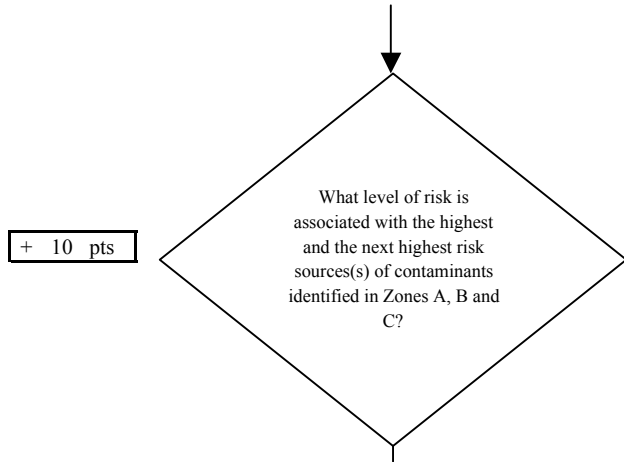 What level of risk is
associated with the highest
+ 10 pts
and the next highest risk
sources(s) of contaminants
identified in Zones A, B and
C?